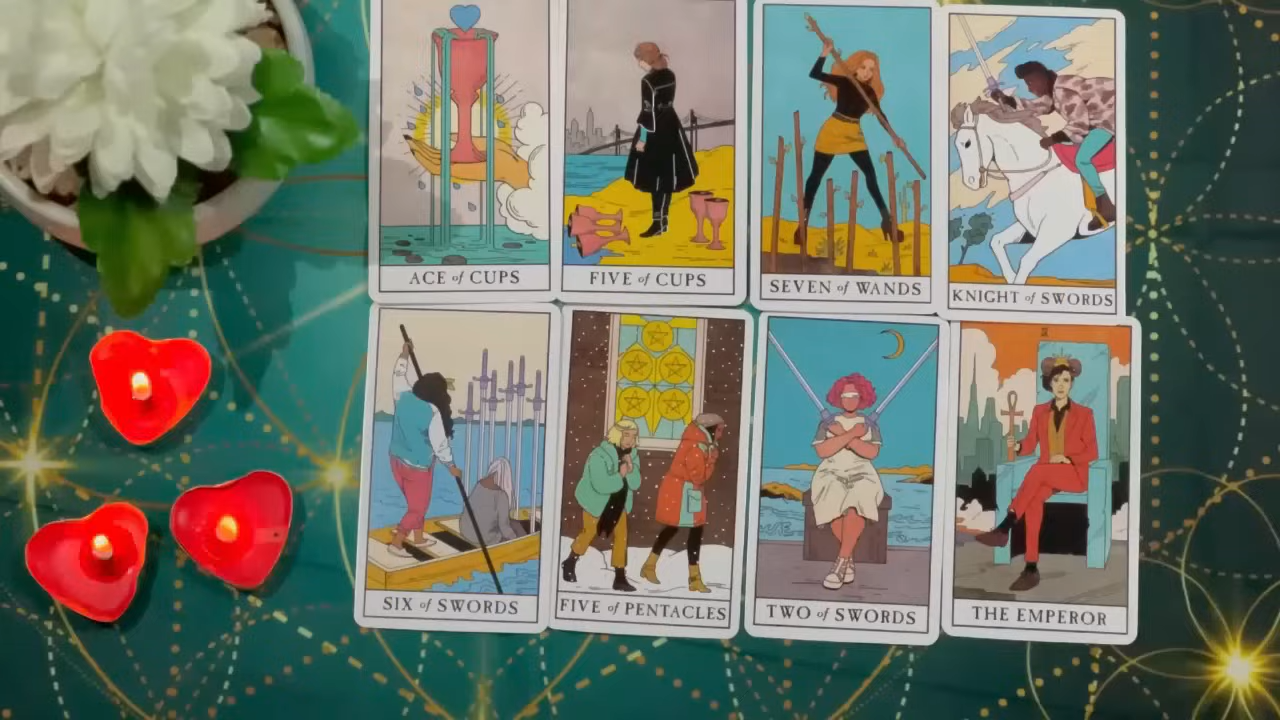 ACE of CUPS
FIVE of CUPS
SEVEN of WANDS
KNIGHT of SWORDS
SIX of SWORDS
FIVE of PENTACLES
TWO of SWORDS
THE EMPEROR